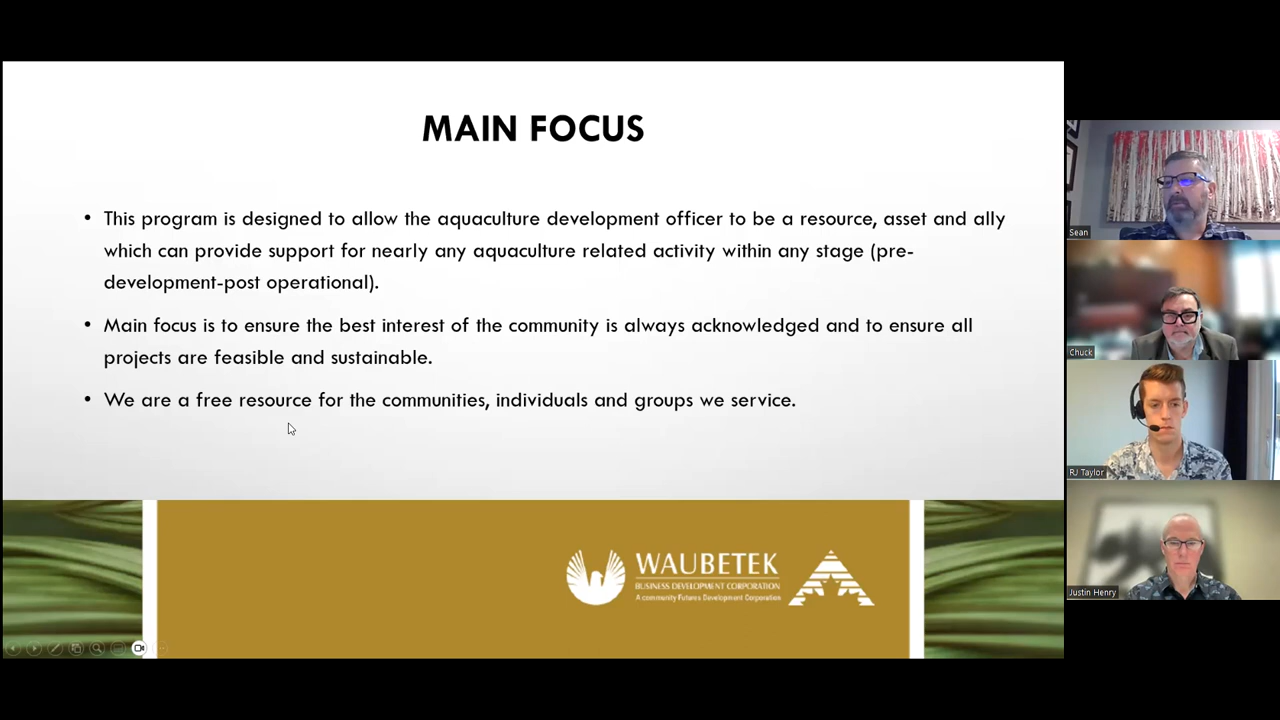 MAIN FOCUS
• This program is designed to allow the aquaculture development officer to be a resource, asset and ally
which can provide support for nearly any aquaculture related activity within any stage (pre-
development-post operational).
• Main focus is to ensure the best interest of the community is always acknowledged and to ensure all
projects are feasible and sustainable.
• We are a free resource for the communities, individuals and groups we service.
WAUBETEK
BUSINESS DEVELOPMENT CORPORATION
A community Futures Development Corporation
Sean
Chuck
RJ Taylor
Justin Henry